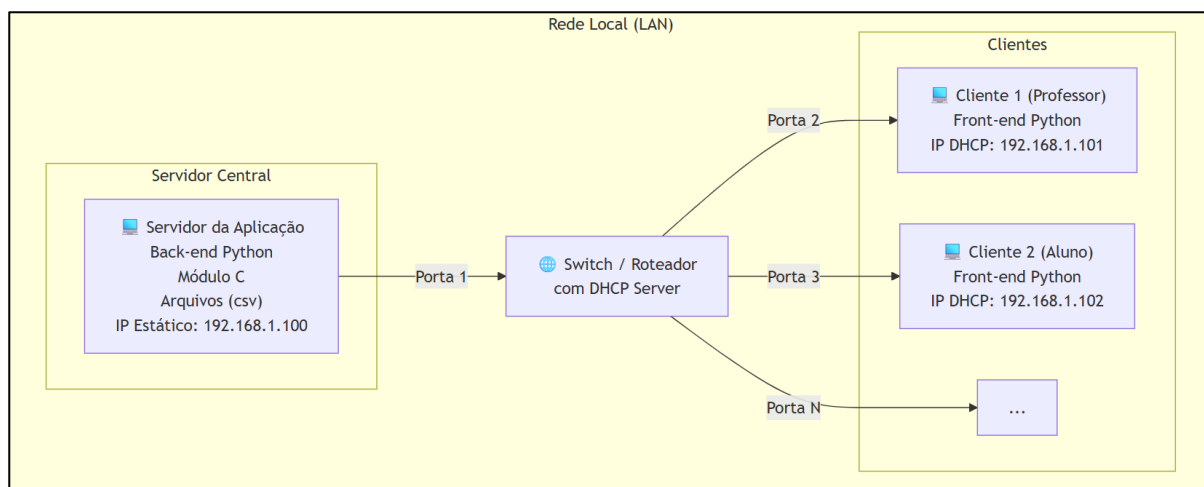 Rede Local (LAN)
Servidor Central
Servidor da Aplicação
Back-end Python
Módulo C
Arquivos (csv)
IP Estático: 192.168.1.100
Porta 1
Switch / Roteador
com DHCP Server
Porta 2
Porta 3
Porta N
Clientes
Cliente 1 (Professor)
Front-end Python
IP DHCP: 192.168.1.101
Cliente 2 (Aluno)
Front-end Python
IP DHCP: 192.168.1.102
...